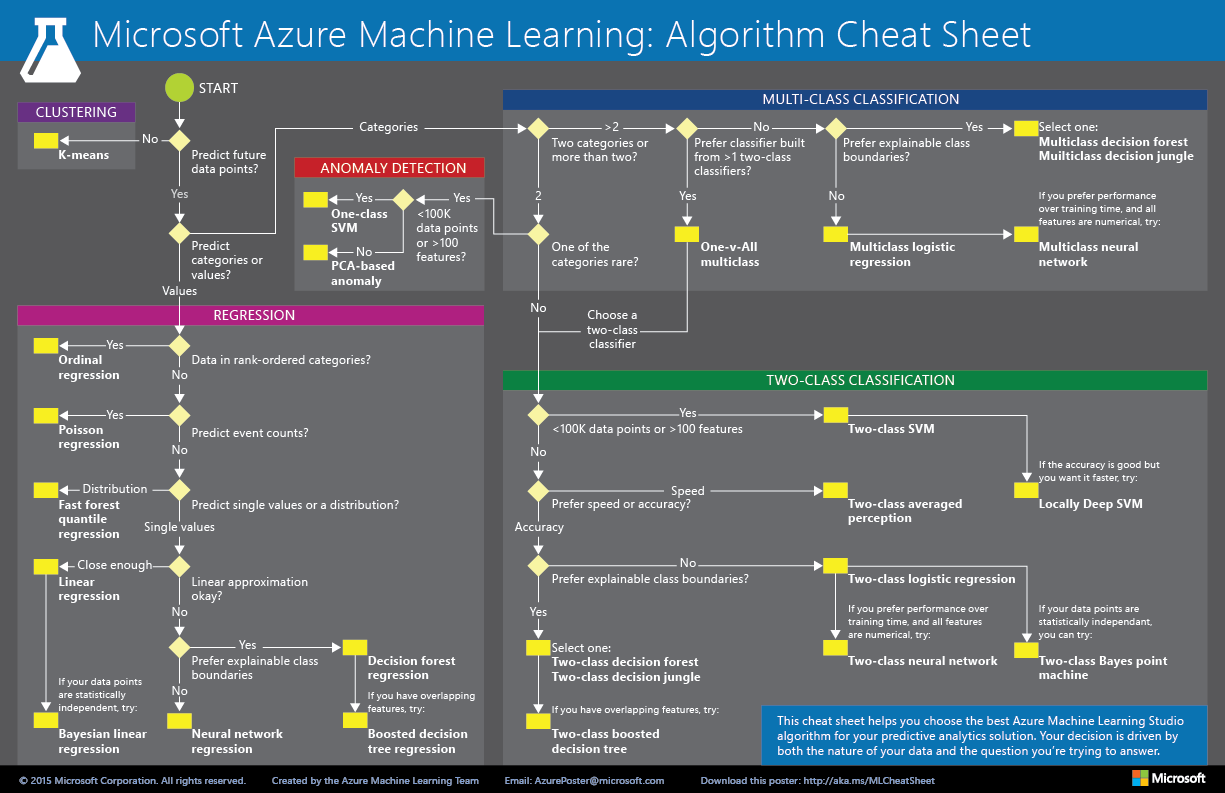 Microsoft Azure Machine Learning: Algorithm Cheat Sheet
START
CLUSTERING
No
K-means
Predict future
data points?
Yes
Predict
categories or
values?
Values
Categories
ANOMALY DETECTION
Yes
One-class
SVM
Yes
<100K
data points
or >100
features?
No
PCA-based
anomaly
MULTI-CLASS CLASSIFICATION
>2
Two categories or
more than two?
2
One of the
categories rare?
No
No
Prefer classifier built
from >1 two-class
classifiers?
Yes
One-v-All
multiclass
Choose a
two-class
classifier
Yes
Prefer explainable class
boundaries?
Select one:
Multiclass decision forest
Muilticlass decision jungle
No
Multiclass logistic
regression
If you prefer performance
over training time, and all
features are numerical, try:
Multiclass neural
network
REGRESSION
Yes
Ordinal
regression
Data in rank-ordered categories?
No
Yes
Poisson
regression
Predict event counts?
No
Distribution
Fast forest
quantile
regression
Predict single values or a distribution?
Single values
Close enough
Linear
regression
Linear approximation
okay?
No
Yes
Prefer explainable class
boundaries
Decision forest
regression
No
If your data points
are statistically
independent, try:
Bayesian linear
regression
Neural network
regression
If you have overlapping
features, try:
Boosted decision
tree regression
TWO-CLASS CLASSIFICATION
Yes
<100K data points or >100 features
Two-class SVM
No
If the accuracy is good but
you want it faster, try:
Locally Deep SVM
Speed
Prefer speed or accuracy?
Two-class averaged
perception
Accuracy
No
Prefer explainable class boundaries?
Two-class logistic regression
Yes
If you prefer performance over
training time, and all features
are numerical, try:
Two-class neural network
If your data points are
statistically independant,
you can try:
Two-class Bayes point
machine
Select one:
Two-class decision forest
Two-class decision jungle
If you have overlapping features, try:
Two-class boosted
decision tree
This cheat sheet helps you choose the best Azure Machine Learning Studio
algorithm for your predictive analytics solution. Your decision is driven by
both the nature of your data and the question you're trying to answer.
© 2015 Microsoft Corporation. All rights reserved.
Created by the Azure Machine Learning Team
Email: AzurePoster@microsoft.com
Download this poster: http://aka.ms/MLCheatSheet
Microsoft